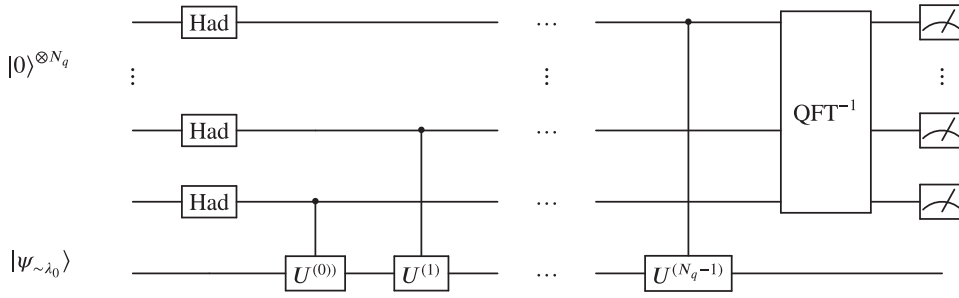 Had ⋯
|0⟩^{⊗N_q} ⋮ ⋮ ⋮
QFT^{−1}
Had ⋯
Had ⋯
|ψ_{∼λ_0}⟩ U^{(0))} U^{(1)} ⋯ U^{(N_q−1)}